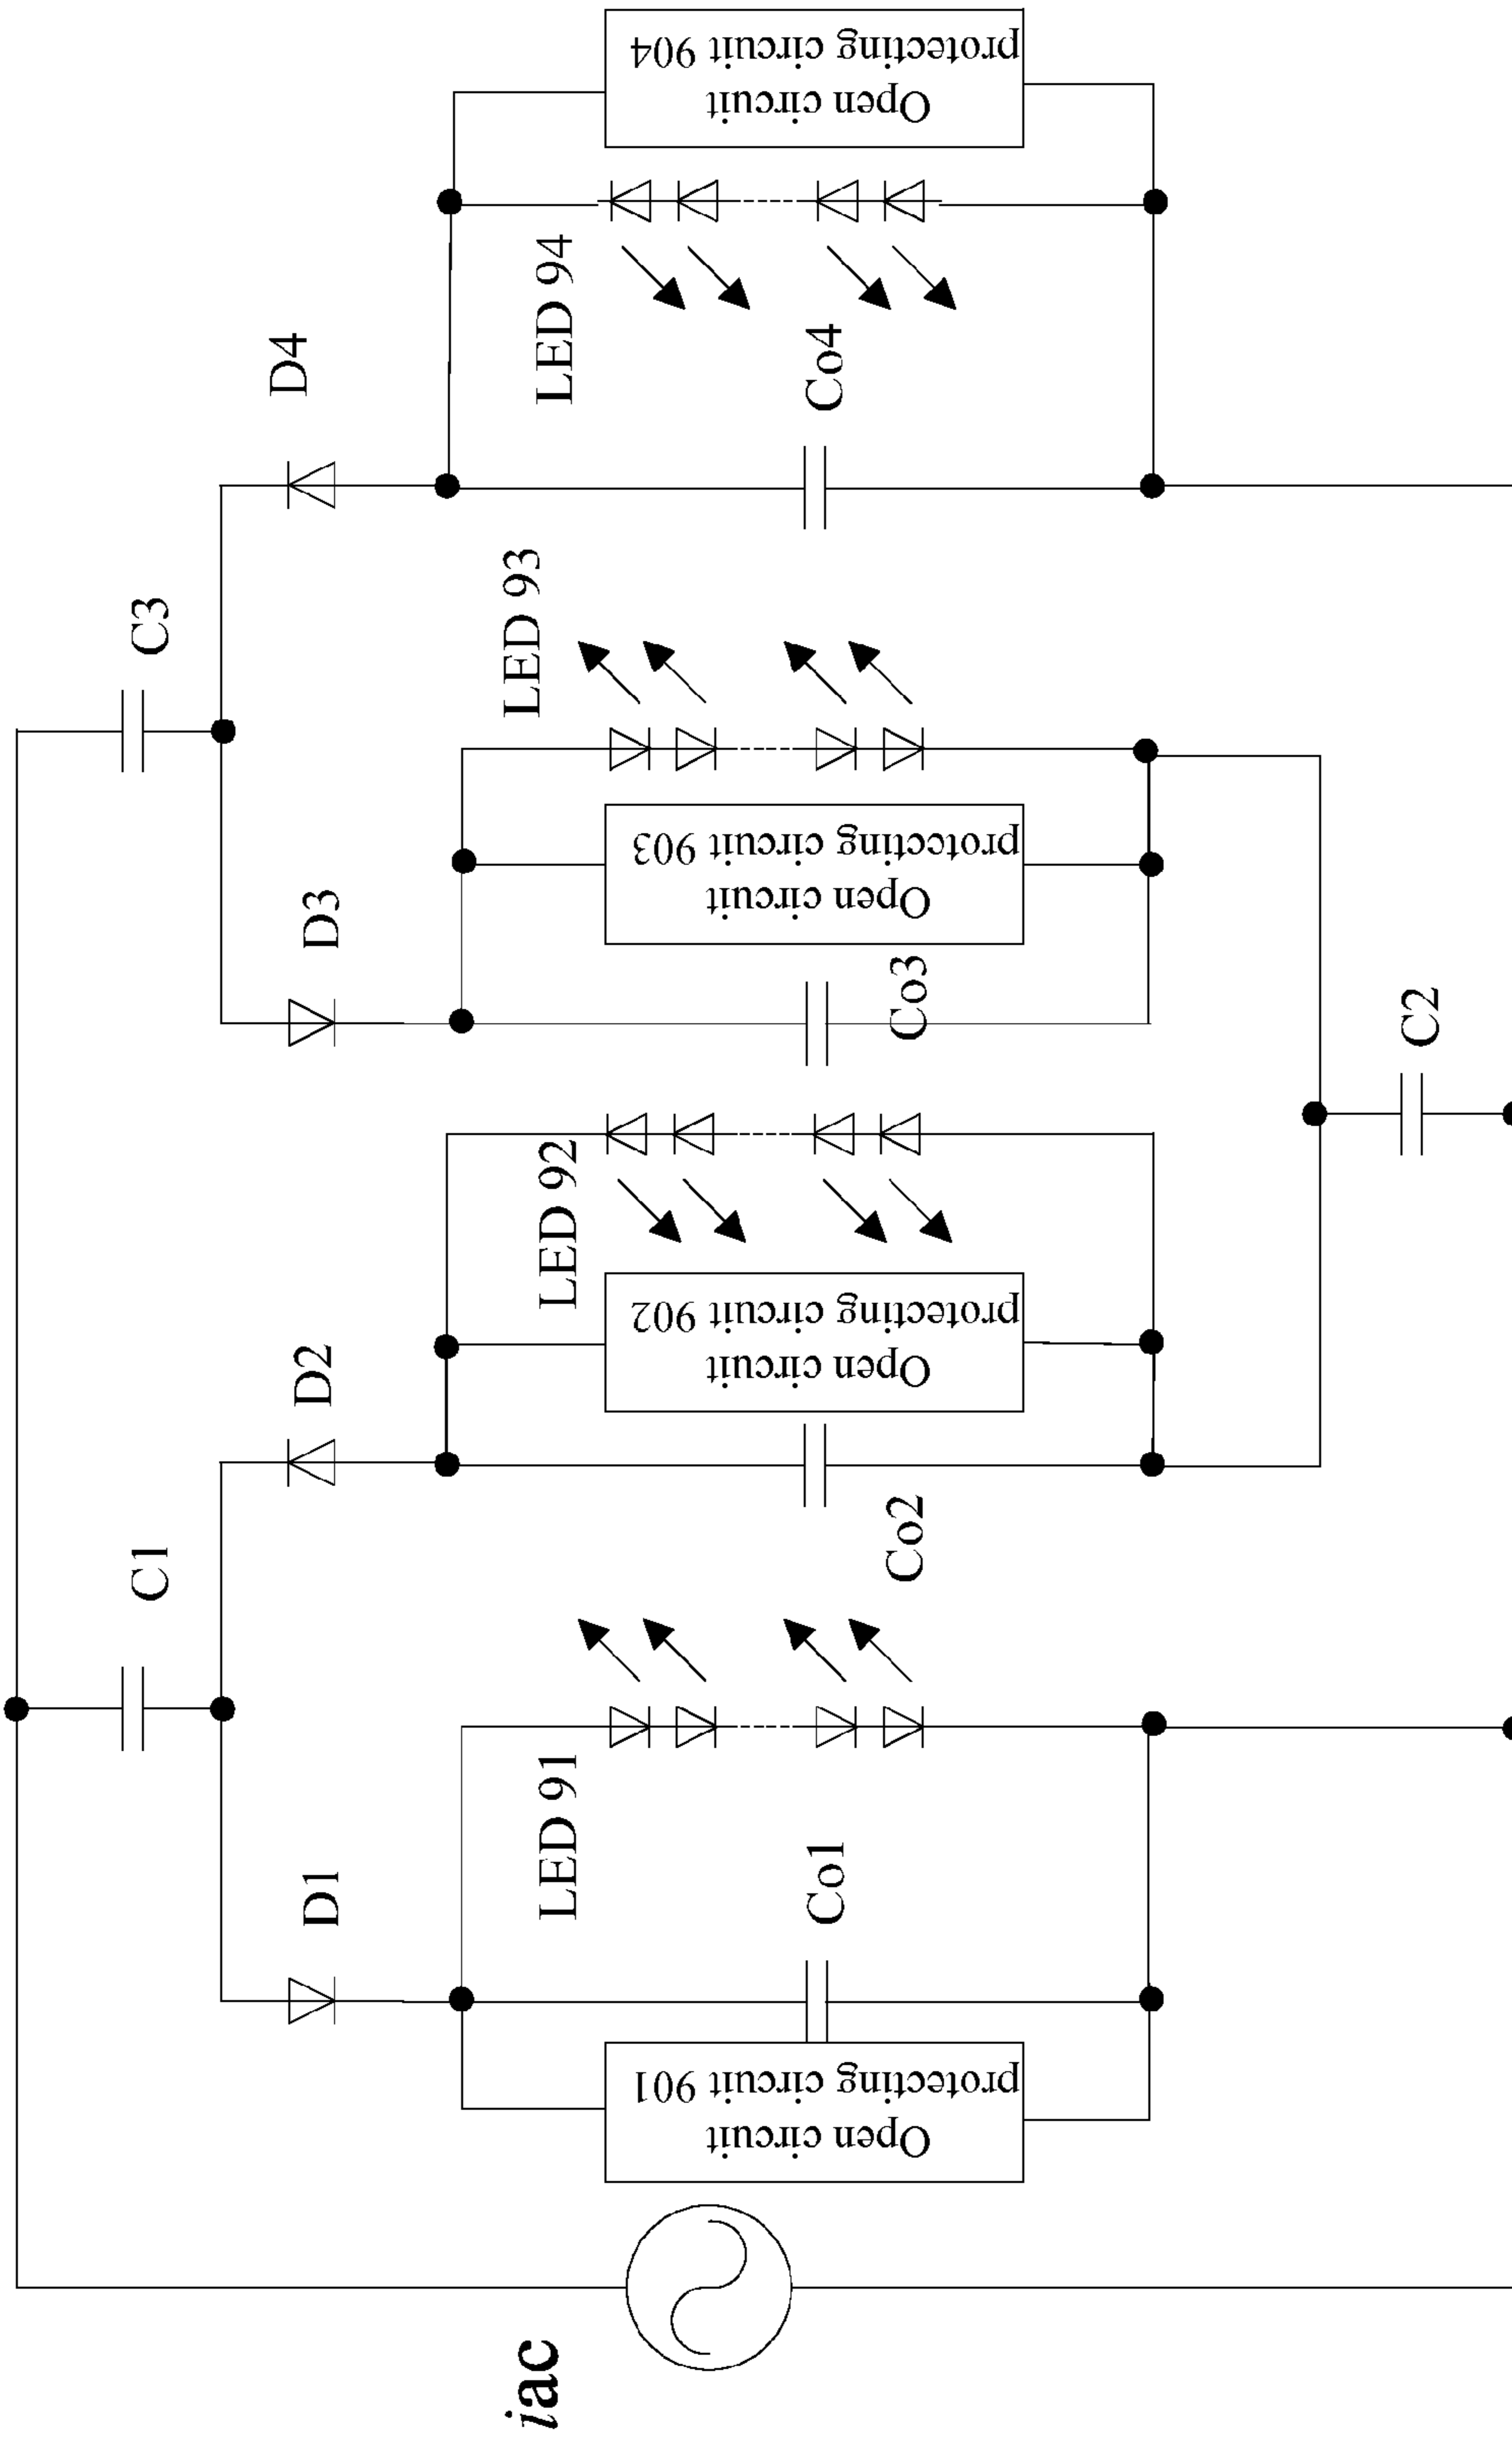 C1
C3
D1
D2
D3
D4
LED 91
LED 92
LED 93
LED 94
Open circuit
protecting circuit 901
Open circuit
protecting circuit 902
Open circuit
protecting circuit 903
Open circuit
protecting circuit 904
Co1
Co2
Co3
Co4
iac
C2